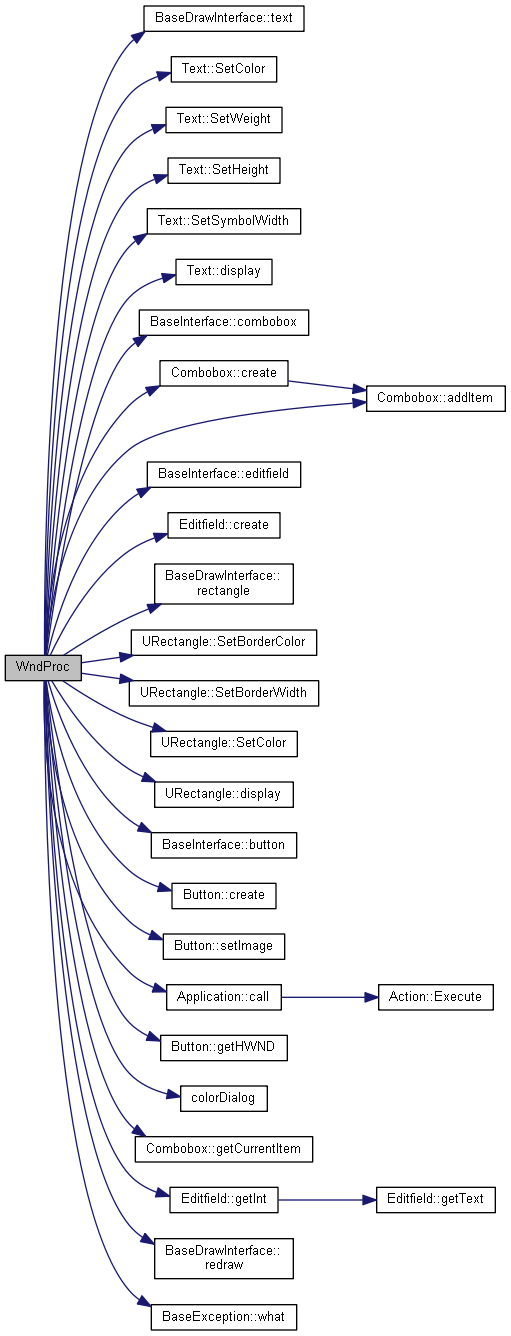 BaseDrawInterface::text
Text::SetColor
Text::SetWeight
Text::SetHeight
Text::SetSymbolWidth
Text::display
BaseInterface::combobox
Combobox::create
Combobox::addItem
BaseInterface::editfield
Editfield::create
BaseDrawInterface::
rectangle
URectangle::SetBorderColor
WndProc
URectangle::SetBorderWidth
URectangle::SetColor
URectangle::display
BaseInterface::button
Button::create
Button::setImage
Application::call
Action::Execute
Button::getHWND
colorDialog
Combobox::getCurrentItem
Editfield::getInt
Editfield::getText
BaseDrawInterface::
redraw
BaseException::what